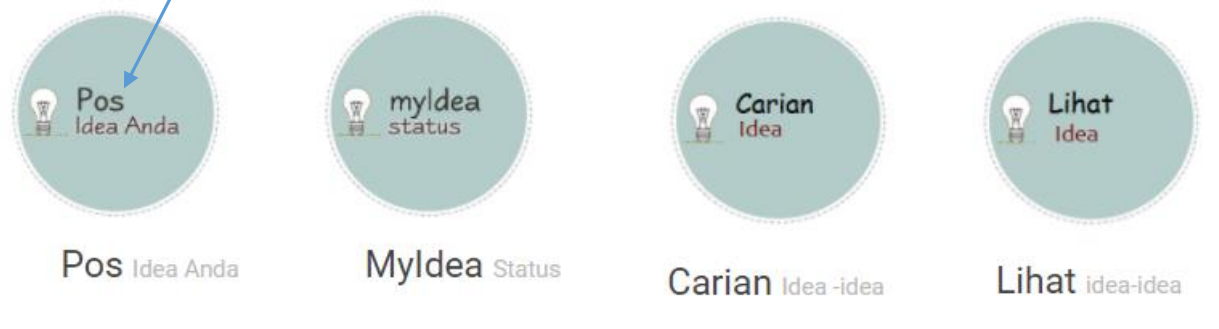 Pos
Idea Anda
myIdea
status
Carian
Idea
Lihat
Idea
Pos Idea Anda
MyIdea Status
Carian Idea -idea
Lihat idea-idea